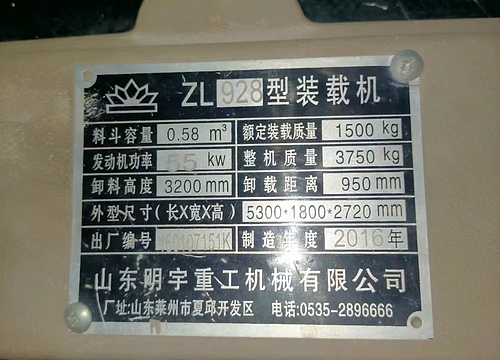 ZL 928 型装载机
料斗容量 0.58 m³ 额定装载质量 1500 kg
发动机功率 55 kw 整机质量 3750 kg
卸料高度 3200 mm 卸载距离 950 mm
外型尺寸(长X宽X高) 5300*1800*2720 mm
出厂编号 制造年度 2016年
山东明宇重工机械有限公司
厂址:山东莱州市夏邱开发区 电话:0535-2896666